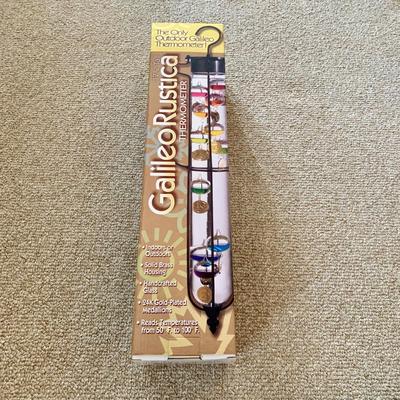 The Only
Outdoor Galileo
Thermometer!
GalileoRustica
THERMOMETER
• Indoors or
Outdoors
• Solid Brass
Housing
• Handcrafted
Glass
• 24K Gold-Plated
Medallions
• Reads Temperatures
from 50° F. to 100° F.